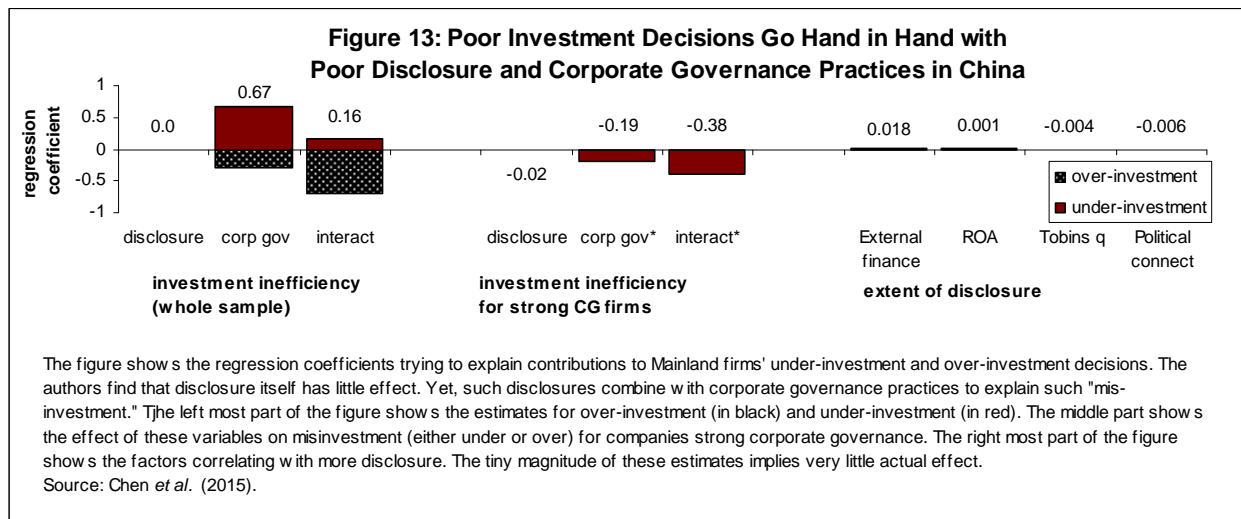 Figure 13: Poor Investment Decisions Go Hand in Hand with
Poor Disclosure and Corporate Governance Practices in China
regression
coefficient
1
0.5
0
-0.5
-1
0.0
0.67
0.16
-0.02
-0.19
-0.38
0.018
0.001
-0.004
-0.006
over-investment
under-investment
disclosure
corp gov
interact
disclosure
corp gov*
interact*
External
finance
ROA
Tobins q
Political
connect
investment inefficiency
(whole sample)
investment inefficiency
for strong CG firms
extent of disclosure
The figure shows the regression coefficients trying to explain contributions to Mainland firms' under-investment and over-investment decisions. The
authors find that disclosure itself has little effect. Yet, such disclosures combine with corporate governance practices to explain such "mis-
investment." Tjhe left most part of the figure shows the estimates for over-investment (in black) and under-investment (in red). The middle part shows
the effect of these variables on misinvestment (either under or over) for companies strong corporate governance. The right most part of the figure
shows the factors correlating with more disclosure. The tiny magnitude of these estimates implies very little actual effect.
Source: Chen et al. (2015).